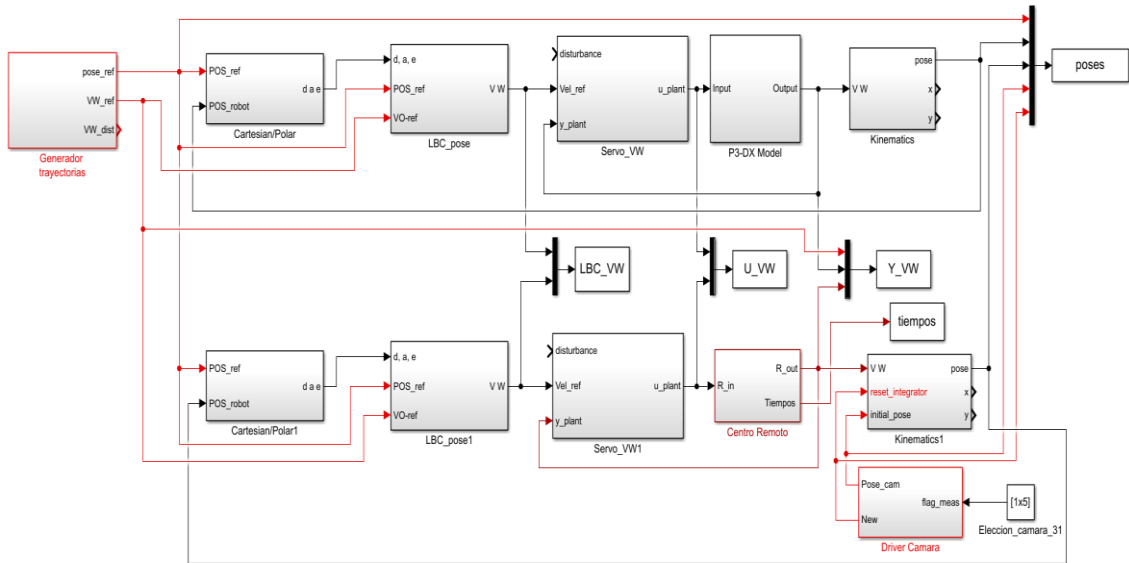 pose_ref
VW_ref
VW_dist
Generador
trayectorias
POS_ref
POS_robot
d a e
Cartesian/Polar
d, a, e
POS_ref
VO-ref
V W
LBC_pose
disturbance
Vel_ref
y_plant
u_plant
Servo_VW
Input
Output
P3-DX Model
V W
pose
x
y
Kinematics
poses
LBC_VW
U_VW
Y_VW
tiempos
POS_ref
POS_robot
d a e
Cartesian/Polar1
d, a, e
POS_ref
VO-ref
V W
LBC_pose1
disturbance
Vel_ref
y_plant
u_plant
Servo_VW1
R_in
R_out
Tiempos
Centro Remoto
V W
reset_integrator
initial_pose
pose
x
y
Kinematics1
Pose_cam
New
flag_meas
Driver Camara
[1x5]
Eleccion_camara_31